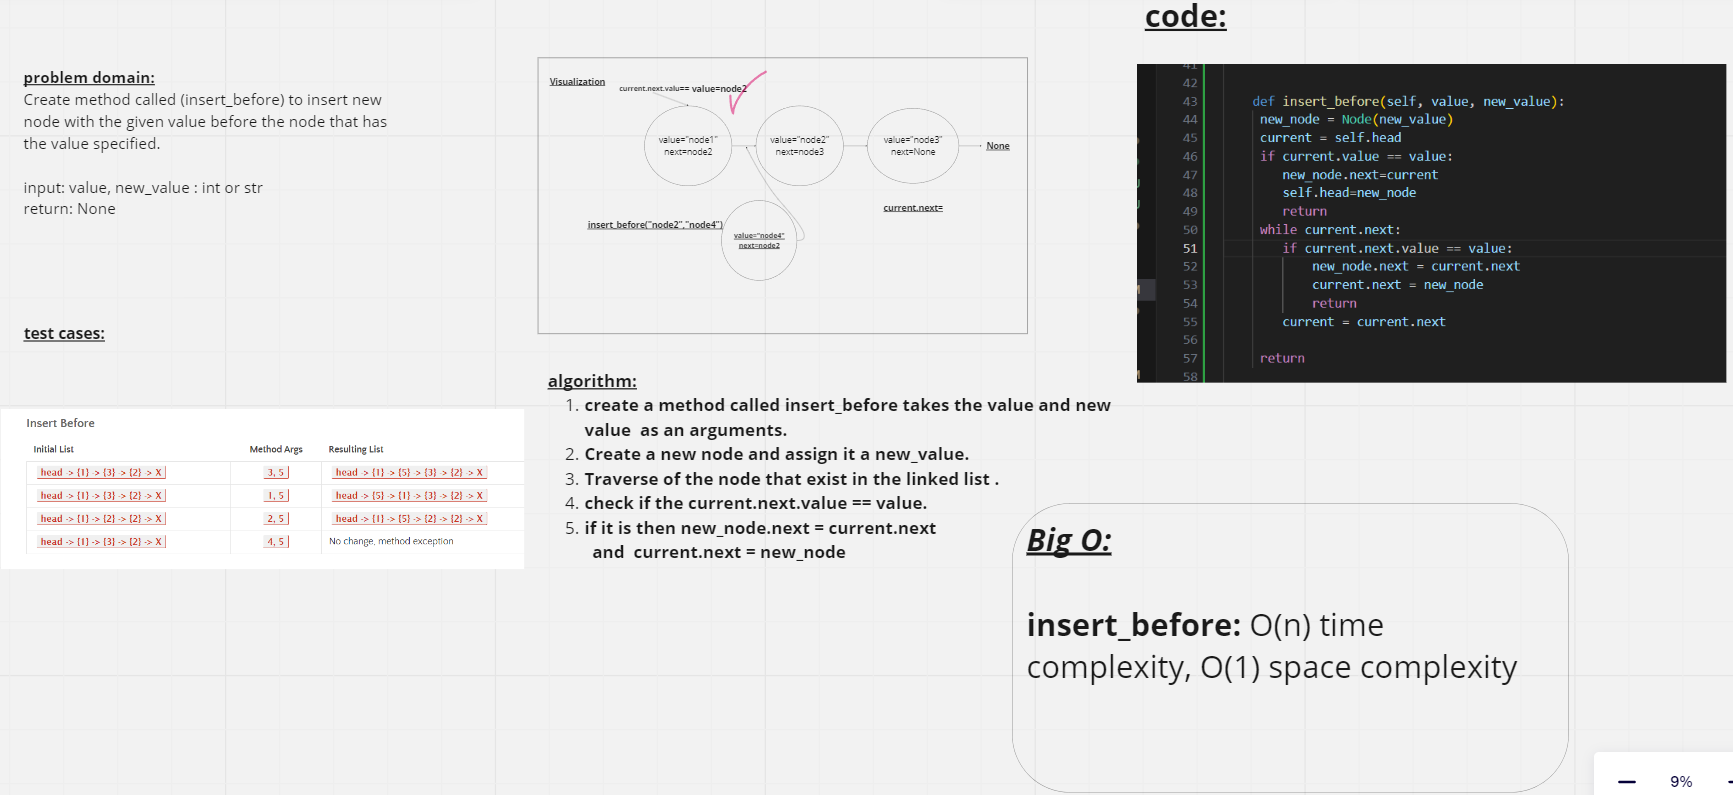 problem domain:
Create method called (insert_before) to insert new
node with the given value before the node that has
the value specified.
input: value, new_value : int or str
return: None
test cases:
Insert Before
Initial List Method Args Resulting List
head -> {1} -> {3} -> {2} -> X 3, 5 head -> {1} -> {5} -> {3} -> {2} -> X
head -> {1} -> {3} -> {2} -> X 1, 5 head -> {5} -> {1} -> {3} -> {2} -> X
head -> {1} -> {2} -> {2} -> X 2, 5 head -> {1} -> {5} -> {2} -> {2} -> X
head -> {1} -> {3} -> {2} -> X 4, 5 No change, method exception
Visualization
current.next.valu== value=node2
value="node1"
next=node2
value="node2"
next=node3
value="node3"
next=None
None
current.next=
insert_before("node2","node4")
value="node4"
next=node2
algorithm:
1. create a method called insert_before takes the value and new
value as an arguments.
2. Create a new node and assign it a new_value.
3. Traverse of the node that exist in the linked list .
4. check if the current.next.value == value.
5. if it is then new_node.next = current.next
and current.next = new_node
code:
41
42
43 def insert_before(self, value, new_value):
44 new_node = Node(new_value)
45 current = self.head
46 if current.value == value:
47 new_node.next=current
48 self.head=new_node
49 return
50 while current.next:
51 if current.next.value == value:
52 new_node.next = current.next
53 current.next = new_node
54 return
55 current = current.next
56
57 return
58
Big O:
insert_before: O(n) time
complexity, O(1) space complexity
9%